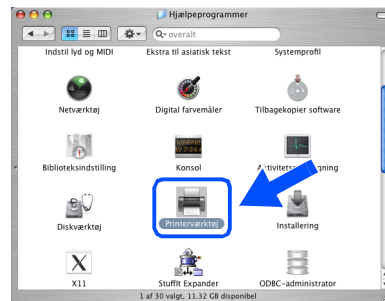 Hjælpeprogrammer
Q▾ overalt
Indstil lyd og MIDI Ekstra til asiatisk tekst Systemprofil
Netværktøj Digital farvemåler Tilbagekopier software
Biblioteksindstilling Konsol
Diskværktøj Printerværktøj Installering
X11 StuffIt Expander ODBC-administrator
1 af 30 valgt, 11.32 GB disponibel